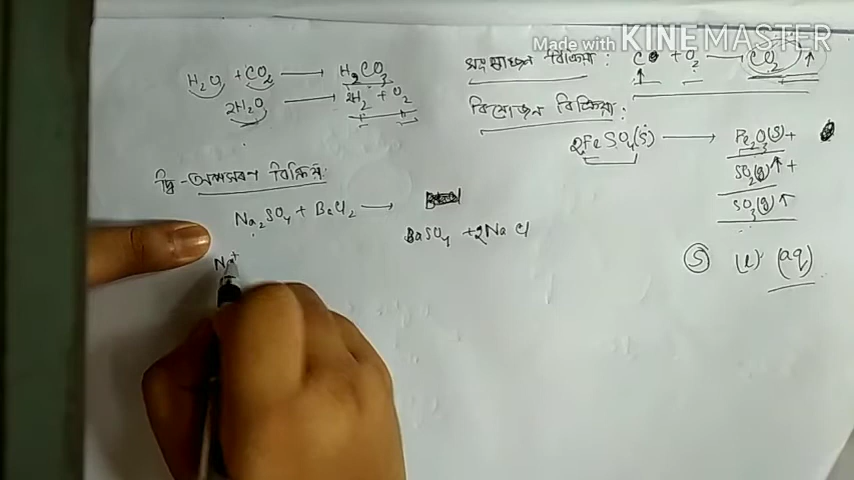 Made with KINEMASTER
H₂O + CO₂ → H₂CO₃
2H₂O → 2H₂ + O₂
সংযোজন বিক্রিয়া : C + O₂ → CO₂ ↑
বিয়োজন বিক্রিয়া :
2FeSO₄(s) → Fe₂O₃(s) +
SO₂(g)↑ +
SO₃(g)↑
দ্বি-অপসারণ বিক্রিয়া:
Na₂SO₄ + BaCl₂ →
BaSO₄ + 2NaCl
Na⁺
(s) (l) (aq)